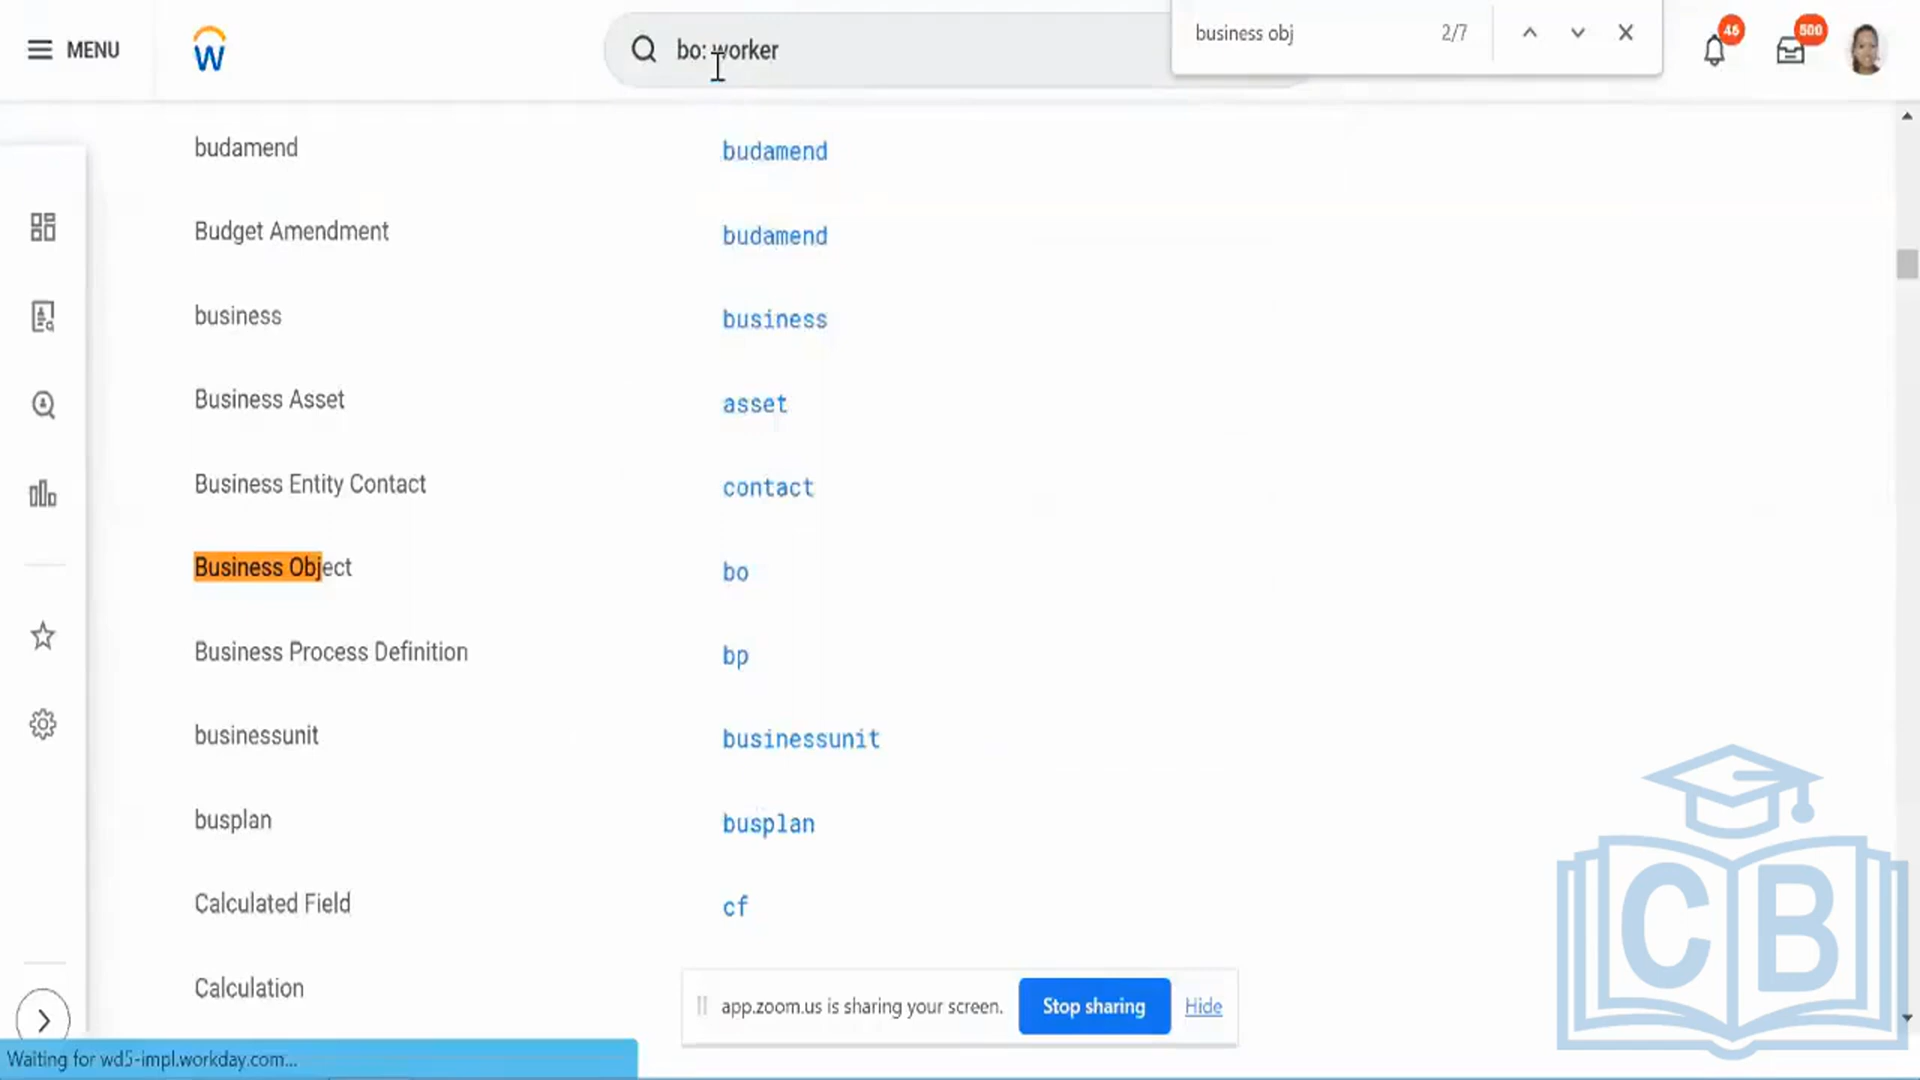 MENU
bo: worker
business obj
2/7
46
500
budamend
budamend
Budget Amendment
budamend
business
business
Business Asset
asset
Business Entity Contact
contact
Business Object
bo
Business Process Definition
bp
businessunit
businessunit
busplan
busplan
Calculated Field
cf
Calculation
app.zoom.us is sharing your screen.
Stop sharing
Hide
Waiting for wd5-impl.workday.com...
CB